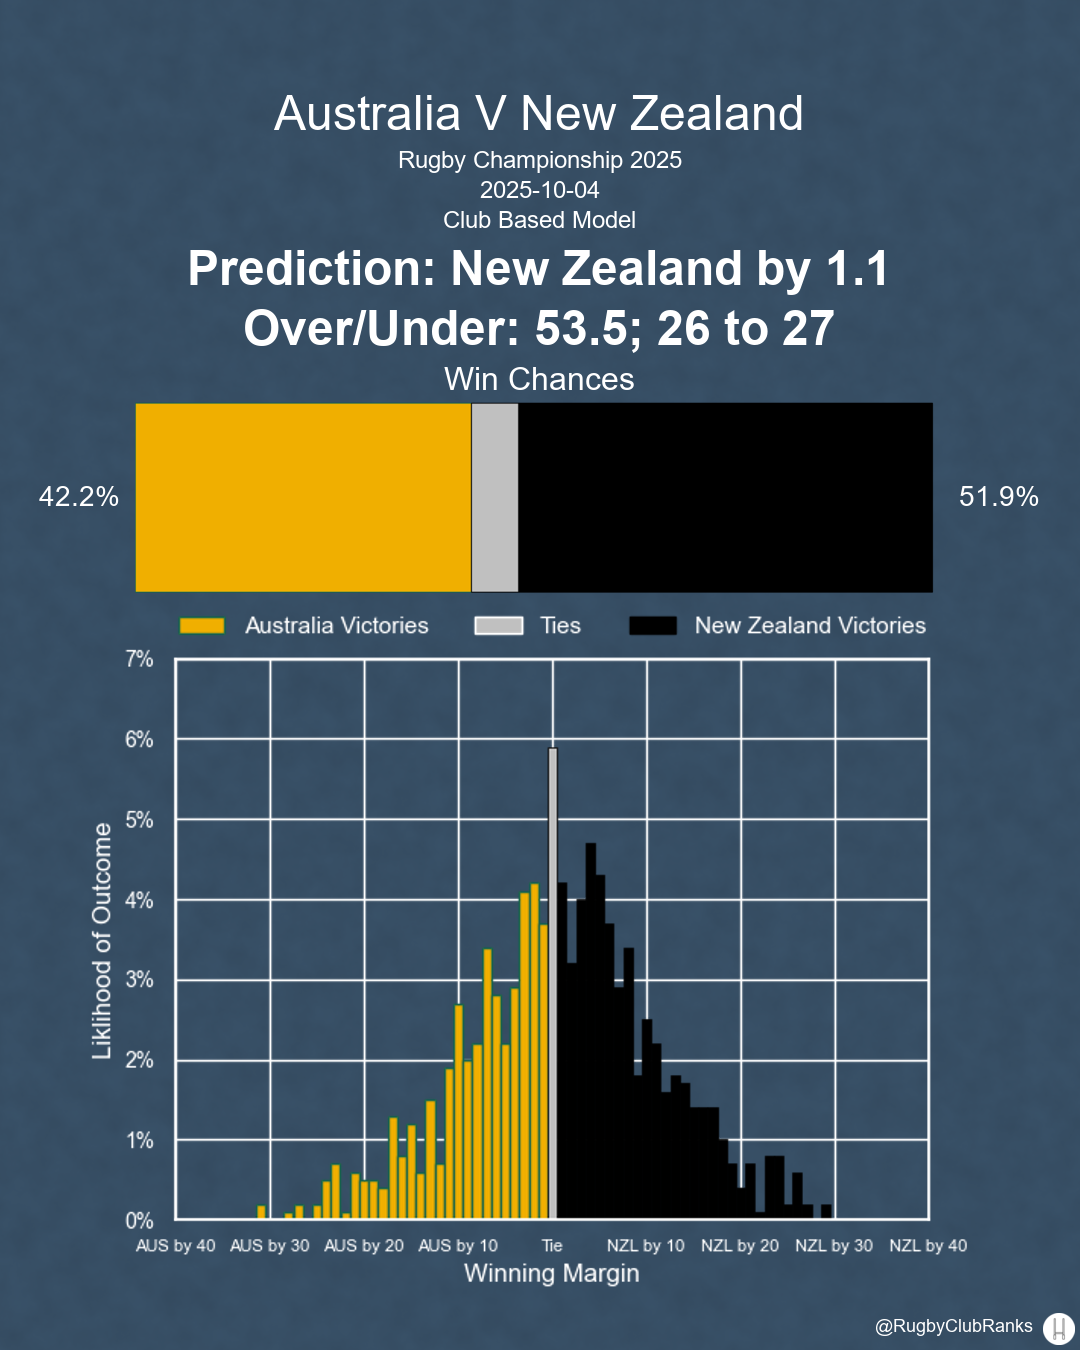 Australia V New Zealand
Rugby Championship 2025
2025-10-04
Club Based Model
Prediction: New Zealand by 1.1
Over/Under: 53.5; 26 to 27
Win Chances
42.2%
51.9%
Australia Victories
Ties
New Zealand Victories
7%
6%
5%
4%
3%
2%
1%
0%
Liklihood of Outcome
AUS by 40 AUS by 30 AUS by 20 AUS by 10 Tie NZL by 10 NZL by 20 NZL by 30 NZL by 40
Winning Margin
@RugbyClubRanks